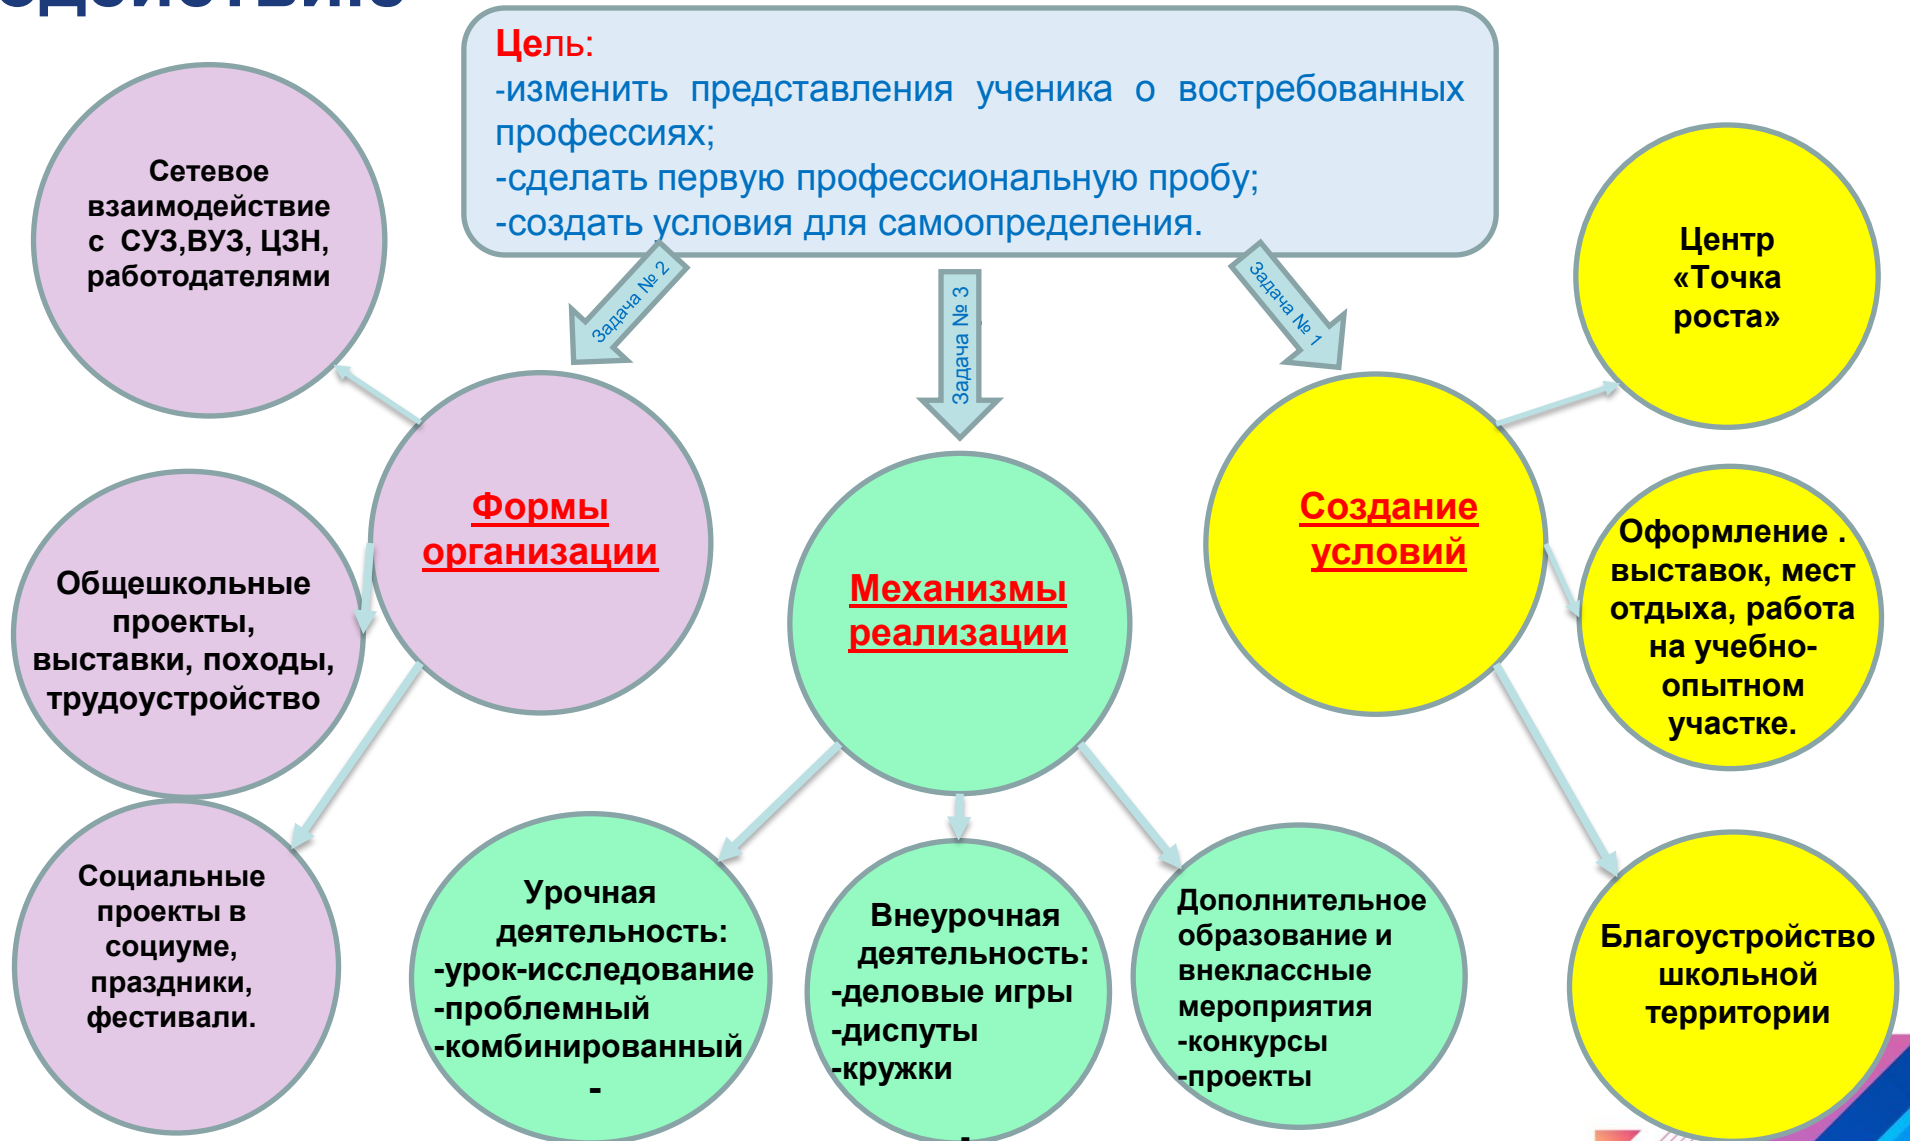 Цель:
-изменить представления ученика о востребованных
профессиях;
-сделать первую профессиональную пробу;
-создать условия для самоопределения.
Задача № 2
Задача № 3
Задача № 1
Сетевое
взаимодействие
с СУЗ,ВУЗ, ЦЗН,
работодателями
Общешкольные
проекты,
выставки, походы,
трудоустройство
Социальные
проекты в
социуме,
праздники,
фестивали.
Формы
организации
Механизмы
реализации
Создание
условий
Центр
«Точка
роста»
Оформление .
выставок, мест
отдыха, работа
на учебно-
опытном
участке.
Благоустройство
школьной
территории
Урочная
деятельность:
-урок-исследование
-проблемный
-комбинированный
-
Внеурочная
деятельность:
-деловые игры
-диспуты
-кружки
Дополнительное
образование и
внеклассные
мероприятия
-конкурсы
-проекты